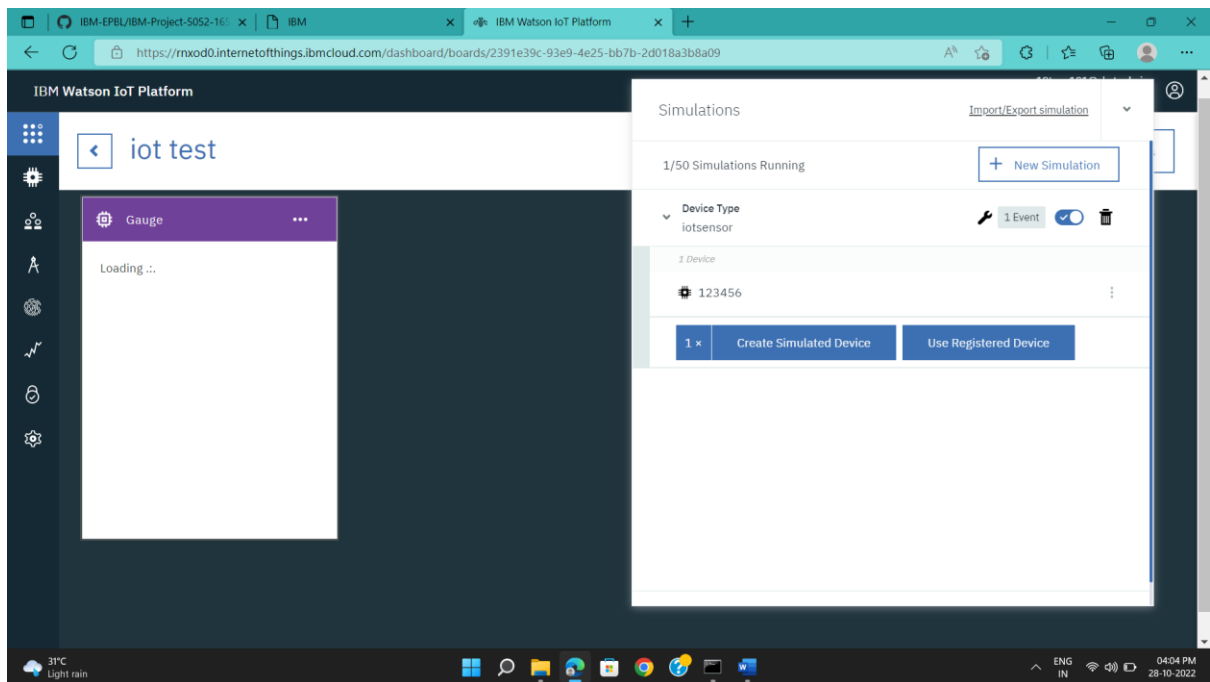 IBM-EPBL/IBM-Project-5052-165
IBM
IBM Watson IoT Platform
https://rnxod0.internetofthings.ibmcloud.com/dashboard/boards/2391e39c-93e9-4e25-bb7b-2d018a3b8a09
IBM Watson IoT Platform
iot test
Gauge
Loading .:.
Simulations
Import/Export simulation
1/50 Simulations Running
+ New Simulation
Device Type
iotsensor
1 Event
1 Device
123456
1 ×
Create Simulated Device
Use Registered Device
31°C
Light rain
ENG
IN
04:04 PM
28-10-2022